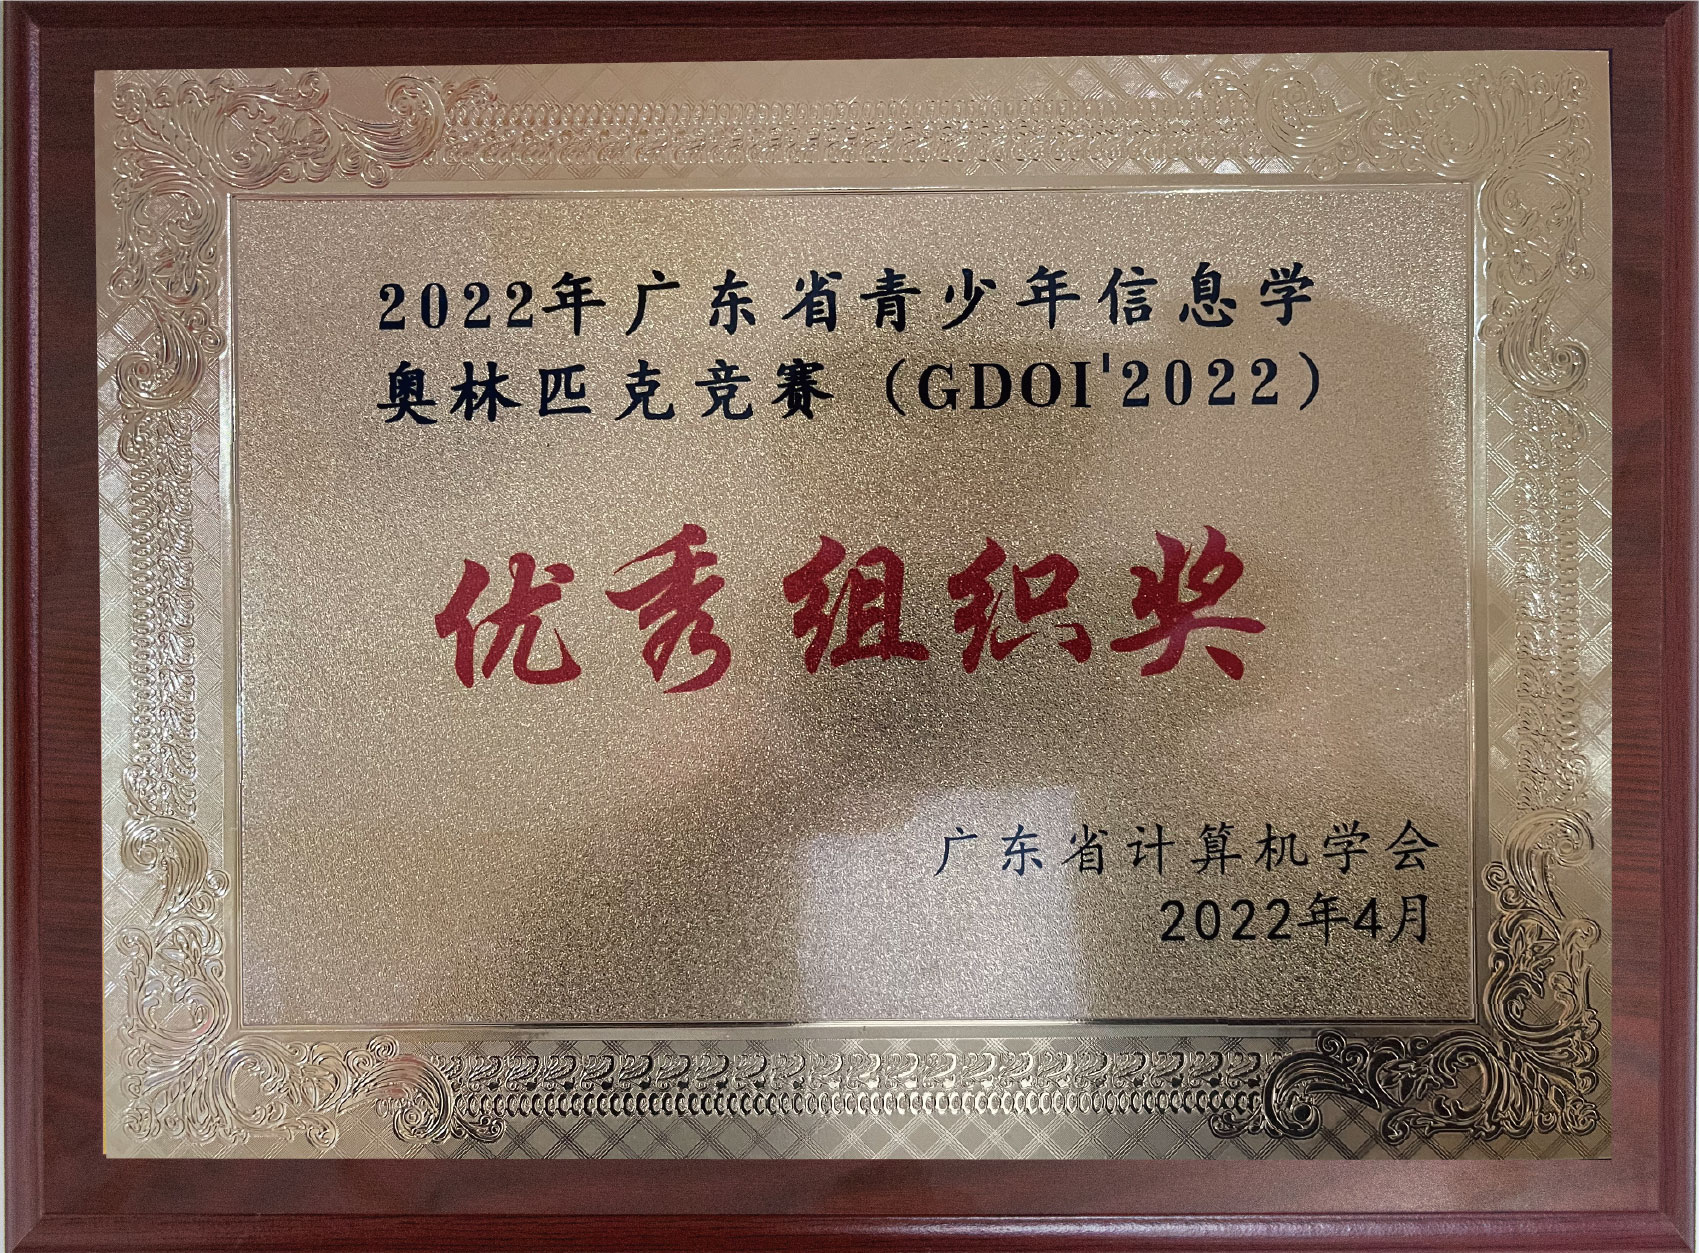 2022年广东省青少年信息学
奥林匹克竞赛（GDOI'2022）
优秀组织奖
广东省计算机学会
2022年4月